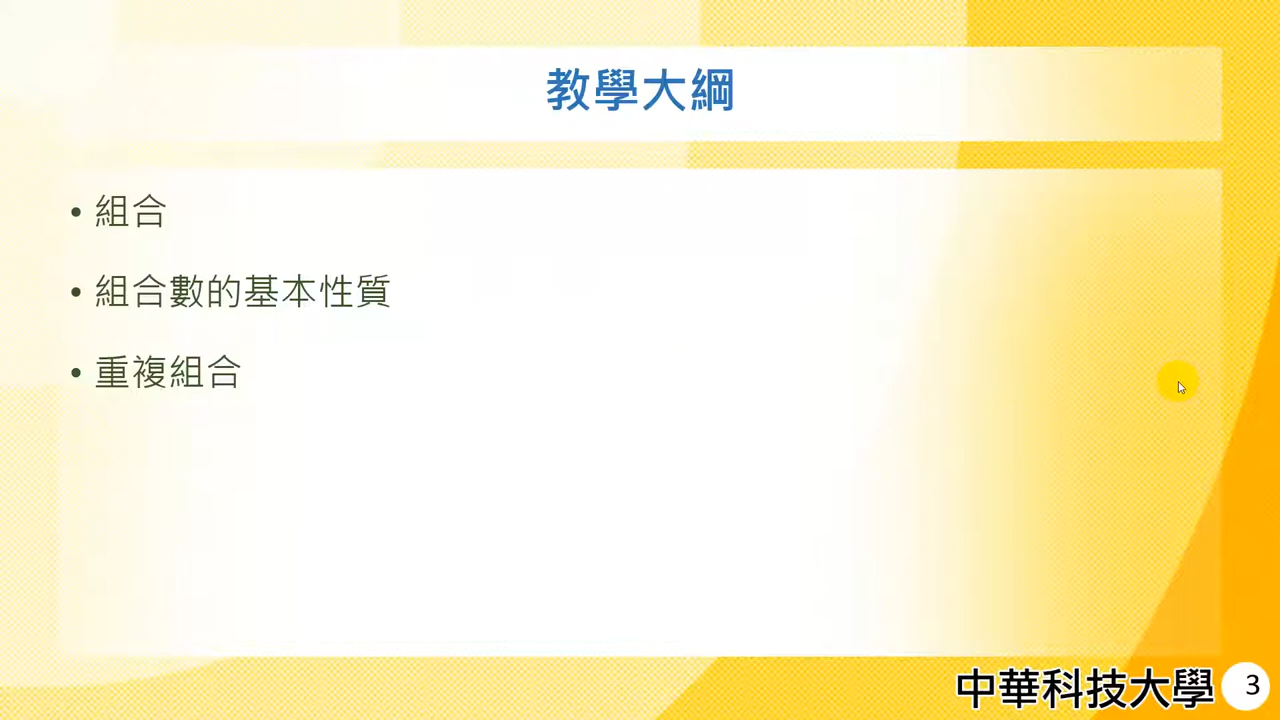 教學大綱
• 組合
• 組合數的基本性質
• 重複組合
中華科技大學 3